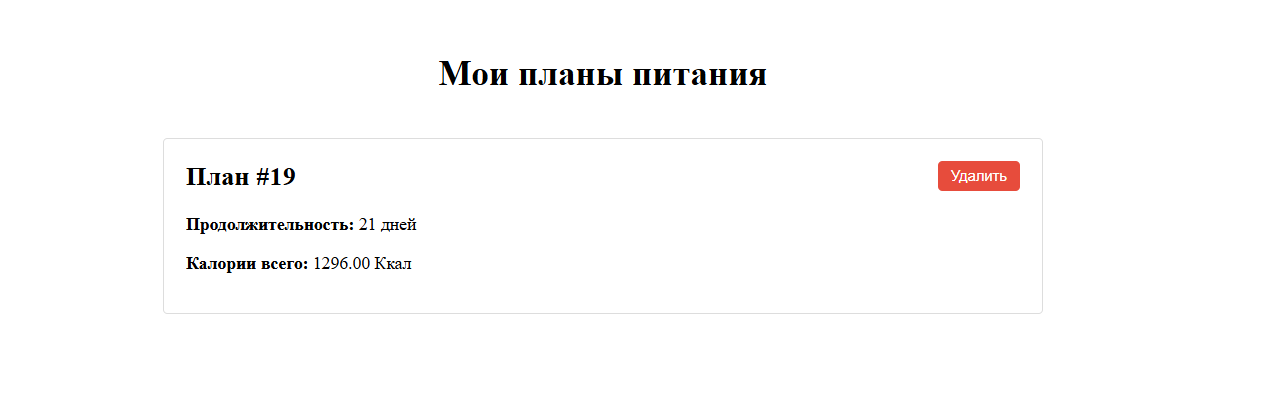 Мои планы питания
План #19
Удалить
Продолжительность: 21 дней
Калории всего: 1296.00 Ккал